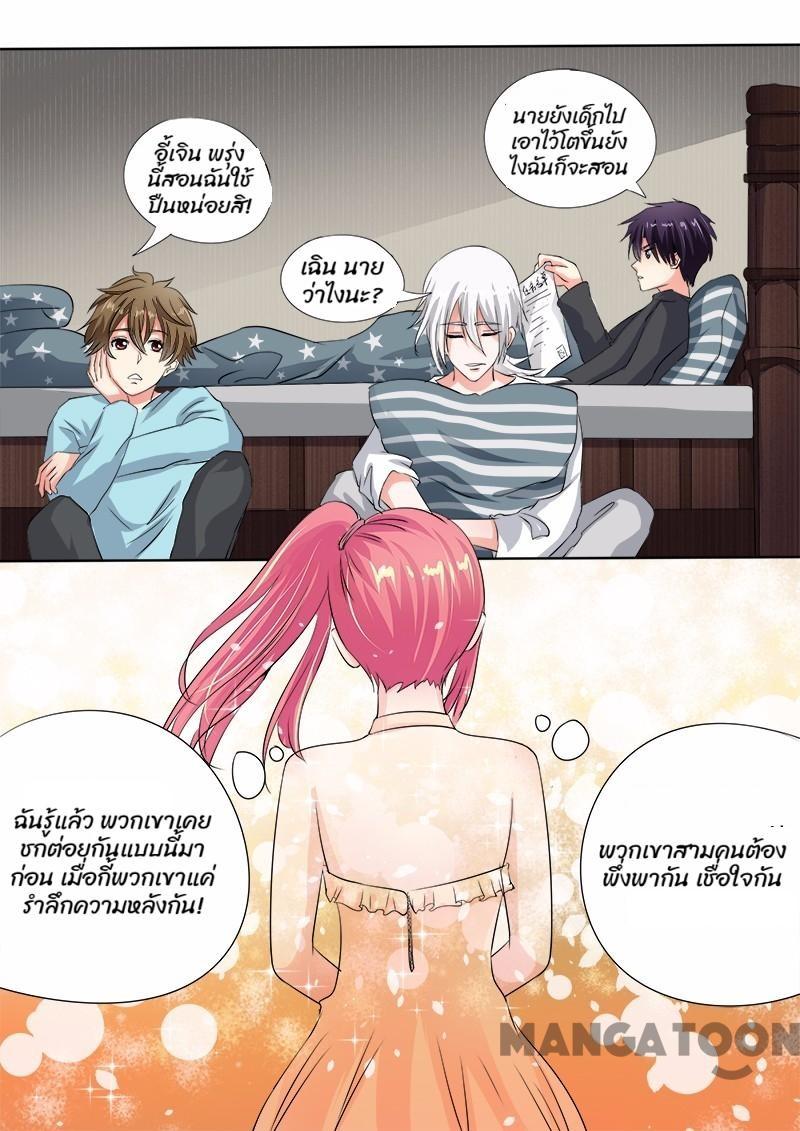 อี้เจิน พรุ่ง
นี้สอนฉันใช้
ปืนหน่อยสิ!
นายยังเด็กไป
เอาไว้โตขึ้นยัง
ไงฉันก็จะสอน
เฉิน นาย
ว่าไงนะ?
ฉันรู้แล้ว พวกเขาเคย
ชกต่อยกันแบบนี้มา
ก่อน เมื่อกี้พวกเขาแค่
รำลึกความหลังกัน!
พวกเขาสามคนต้อง
พึ่งพากัน เชื่อใจกัน
MANGATOON